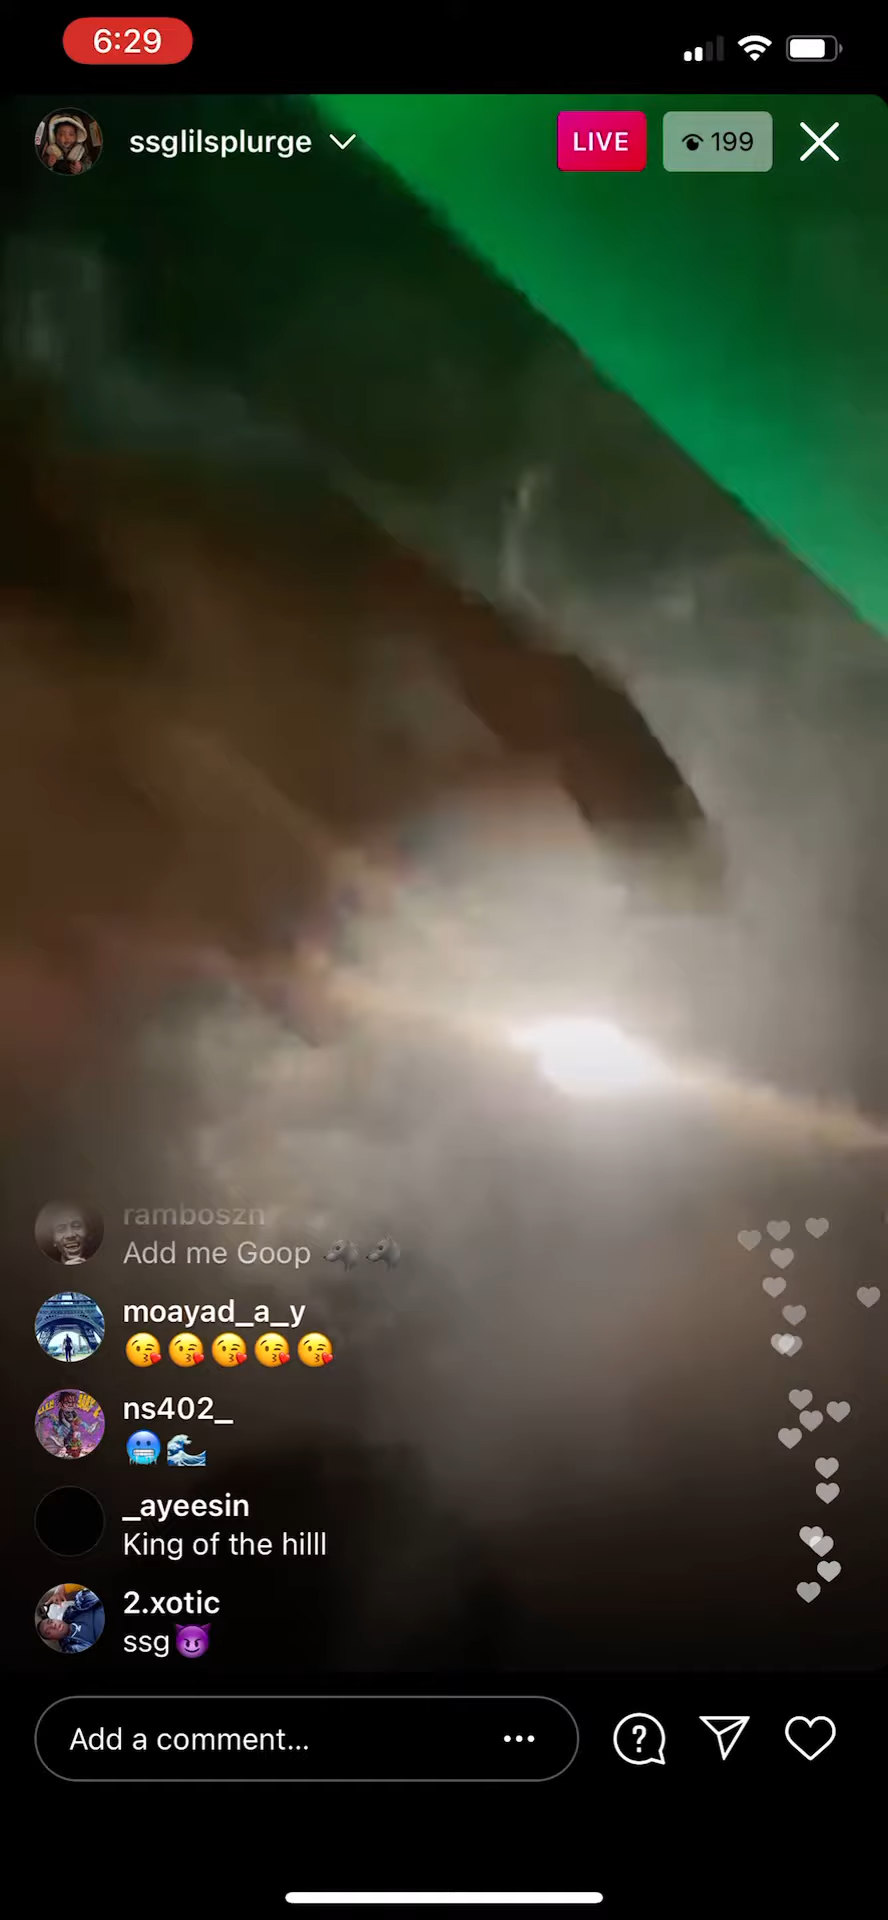 6:29
ssglilsplurge
LIVE
199
ramboszn
Add me Goop 🐺🐺
moayad_a_y
😘😘😘😘😘
ns402_
🥶🌊
_ayeesin
King of the hilll
2.xotic
ssg😈
Add a comment...